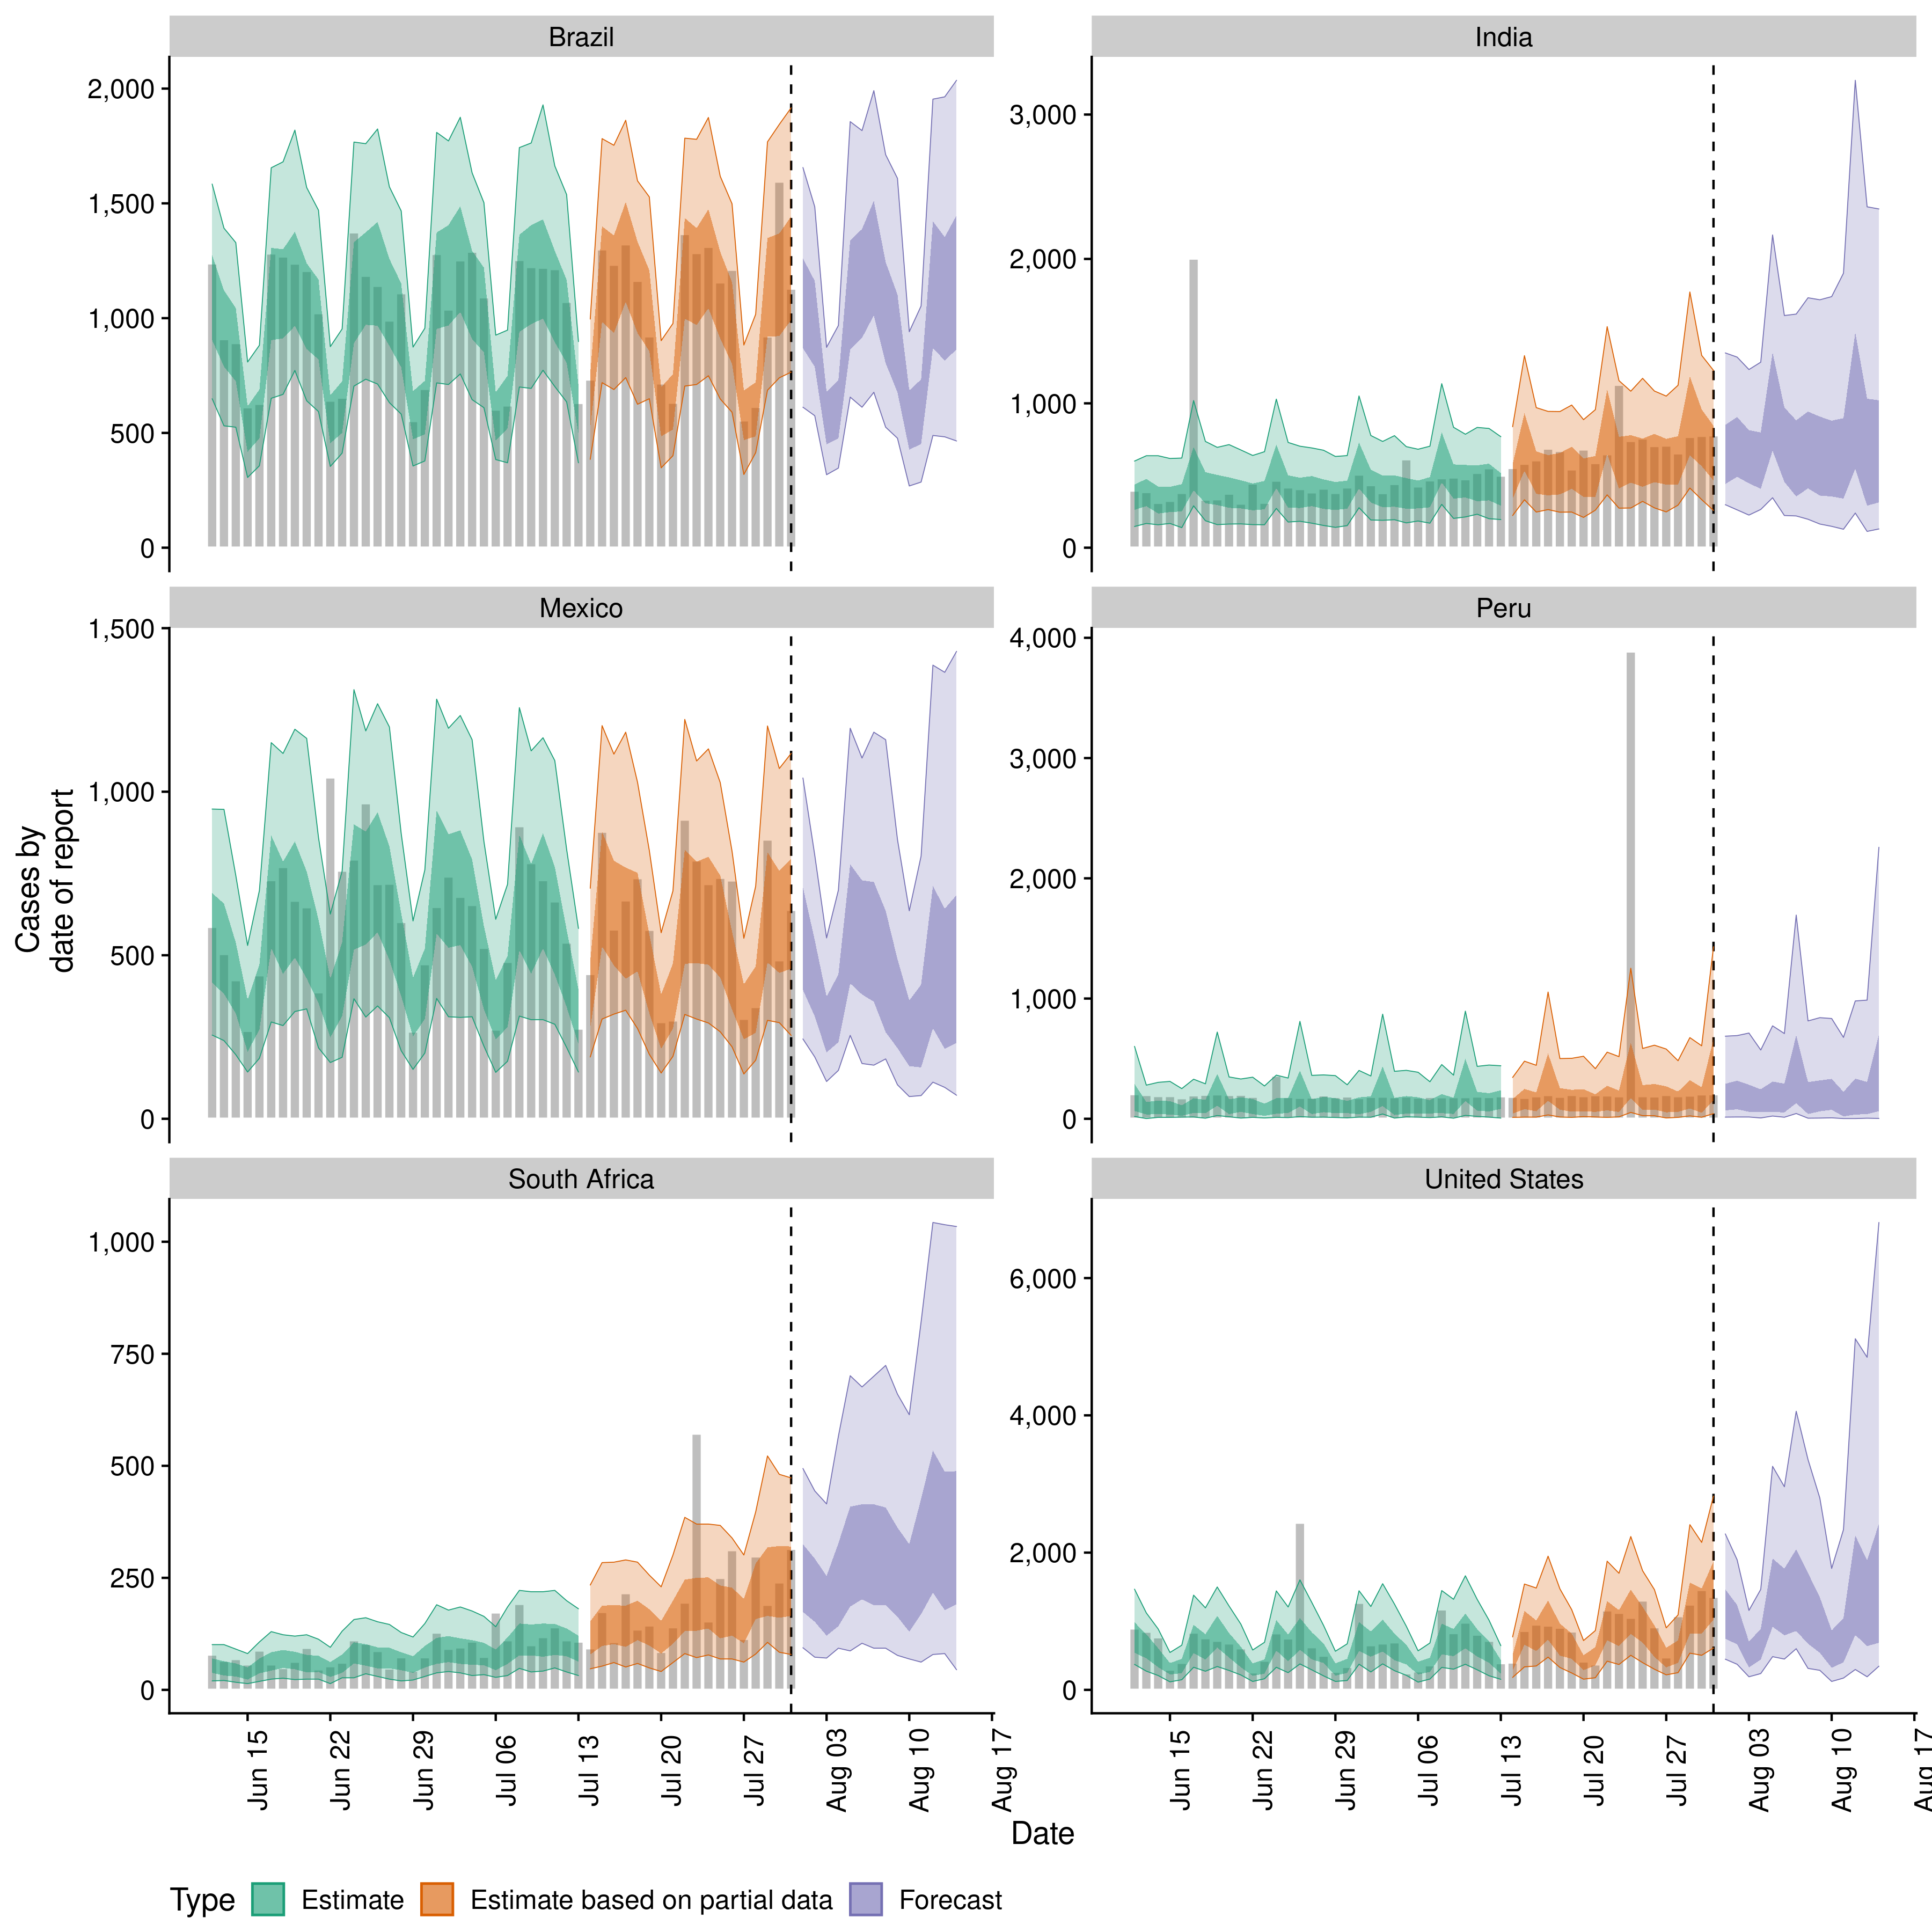 Brazil
India
2,000
1,500
1,000
500
0
3,000
2,000
1,000
0
Mexico
Peru
1,500
1,000
500
0
4,000
3,000
2,000
1,000
0
South Africa
United States
1,000
750
500
250
0
6,000
4,000
2,000
0
Cases by
date of report
Jun 15
Jun 22
Jun 29
Jul 06
Jul 13
Jul 20
Jul 27
Aug 03
Aug 10
Aug 17
Jun 15
Jun 22
Jun 29
Jul 06
Jul 13
Jul 20
Jul 27
Aug 03
Aug 10
Aug 17
Date
Type Estimate Estimate based on partial data Forecast